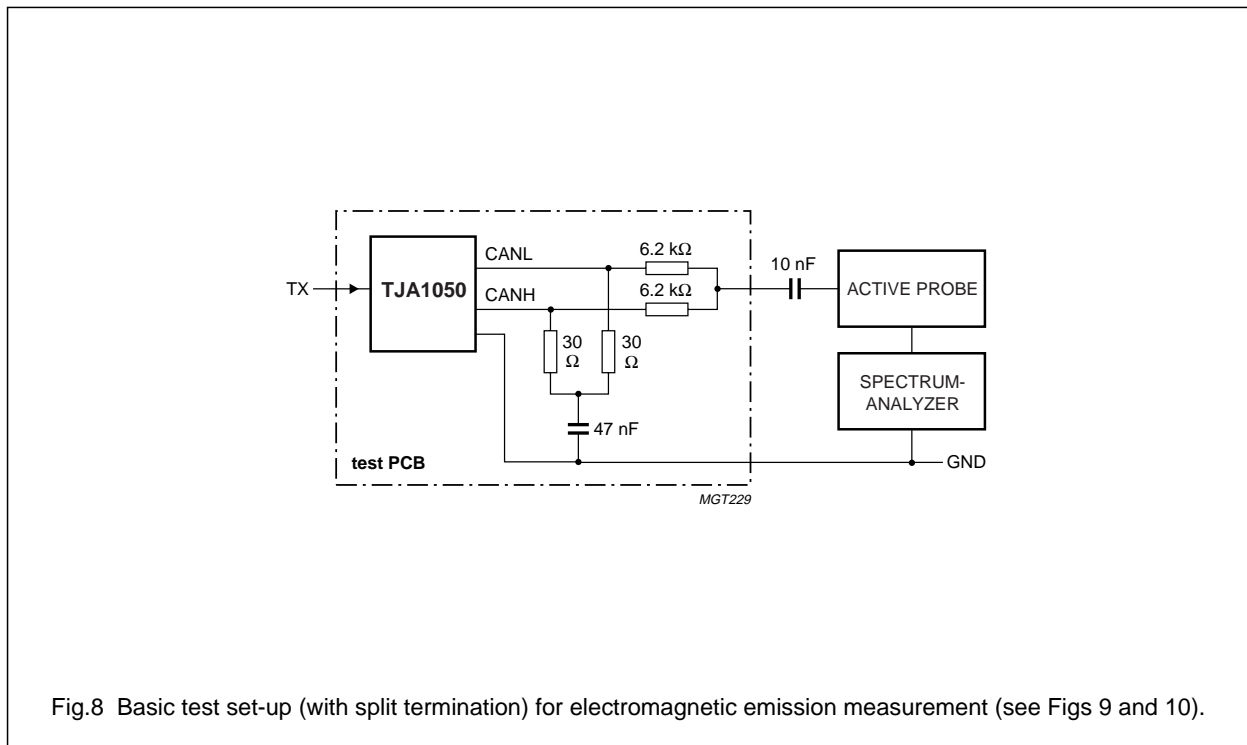 CANL
6.2 kΩ
10 nF
TX
TJA1050
CANH
6.2 kΩ
ACTIVE PROBE
30
Ω
30
Ω
SPECTRUM-
ANALYZER
47 nF
test PCB
GND
MGT229
Fig.8 Basic test set-up (with split termination) for electromagnetic emission measurement (see Figs 9 and 10).